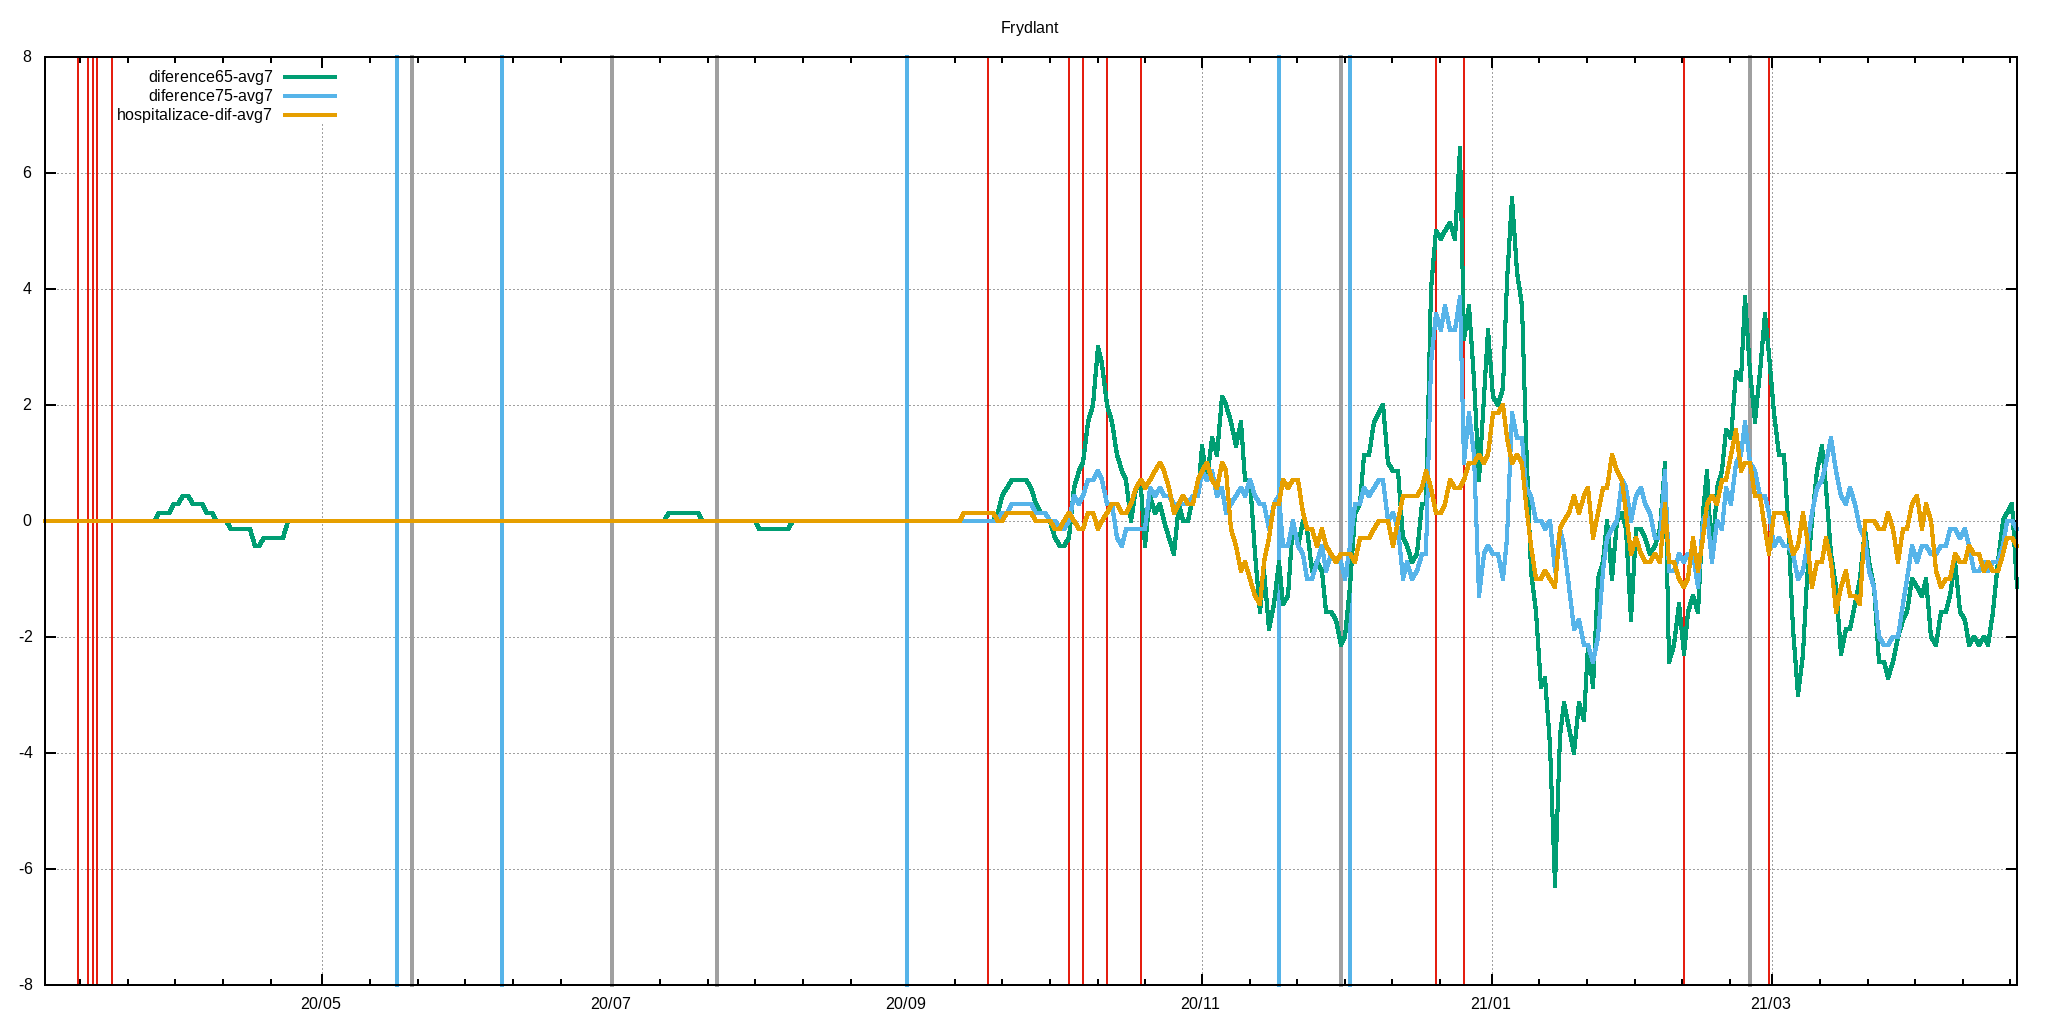 Frydlant
8
diference65-avg7
diference75-avg7
hospitalizace-dif-avg7
6
4
2
0
-2
-4
-6
-8
20/05 20/07 20/09 20/11 21/01 21/03